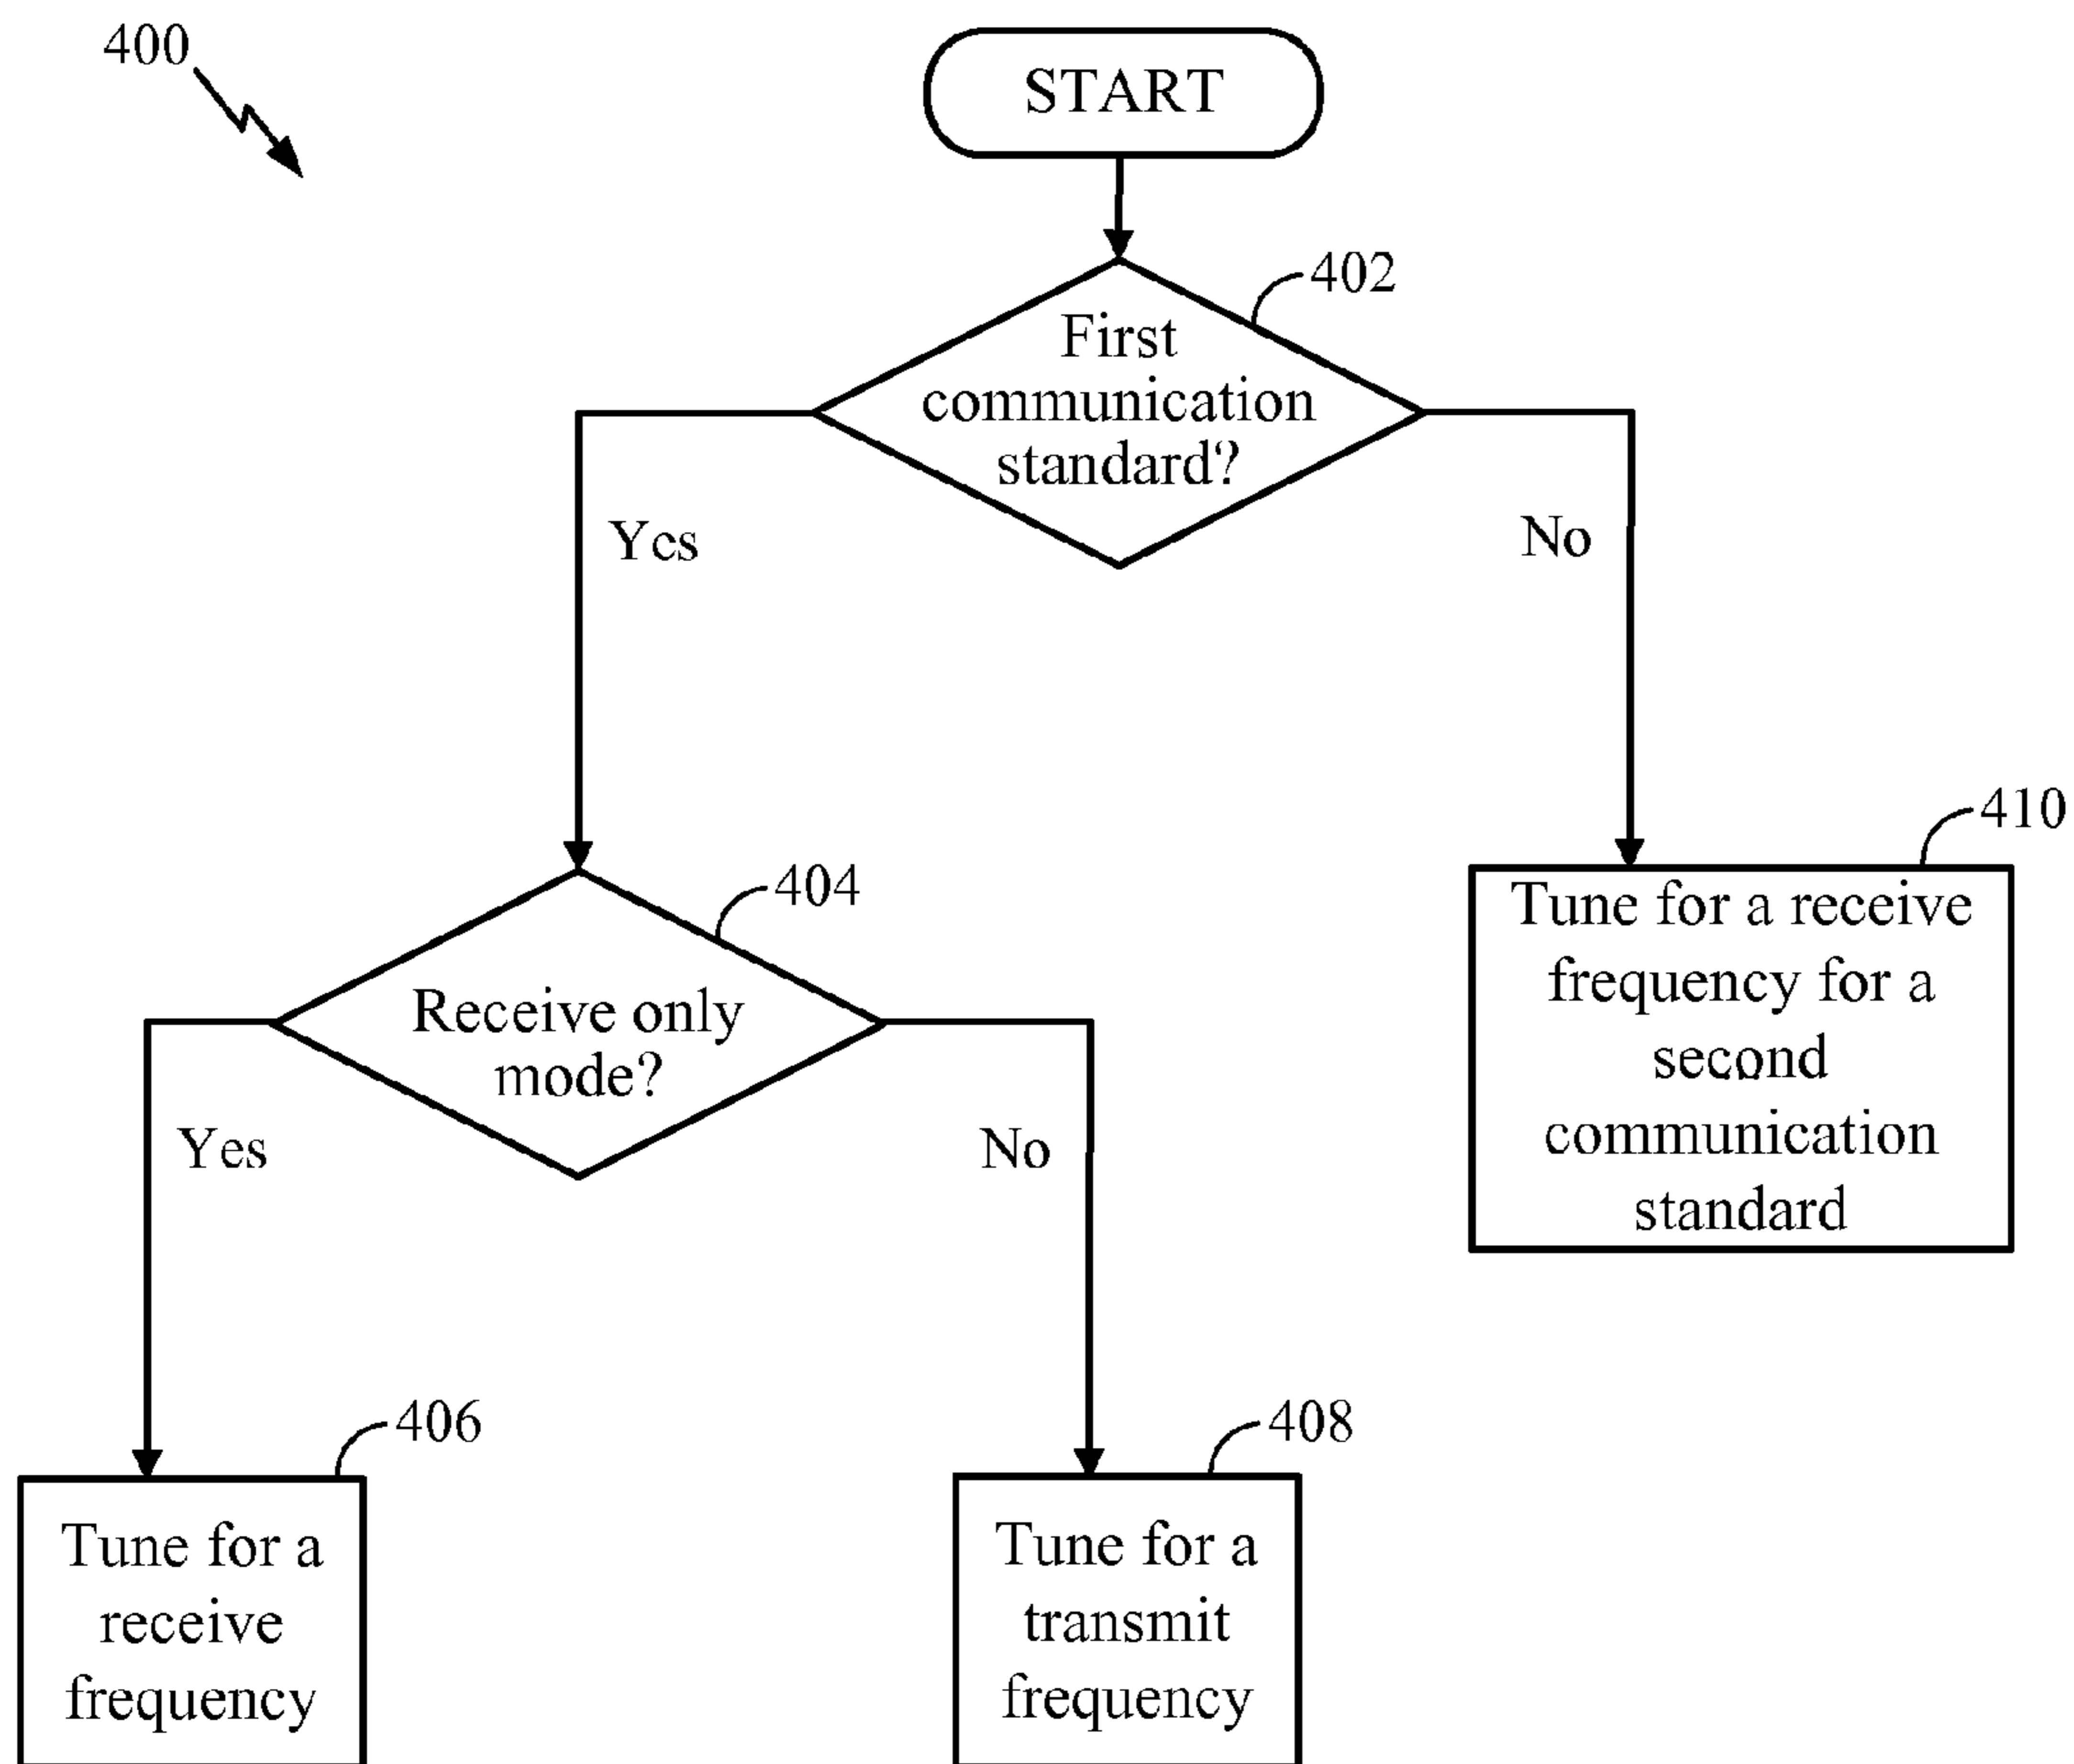 400
START
402
First
communication
standard?
Yes
No
410
Tune for a receive
frequency for a
second
communication
standard
404
Receive only
mode?
Yes
No
406
Tune for a
receive
frequency
408
Tune for a
transmit
frequency